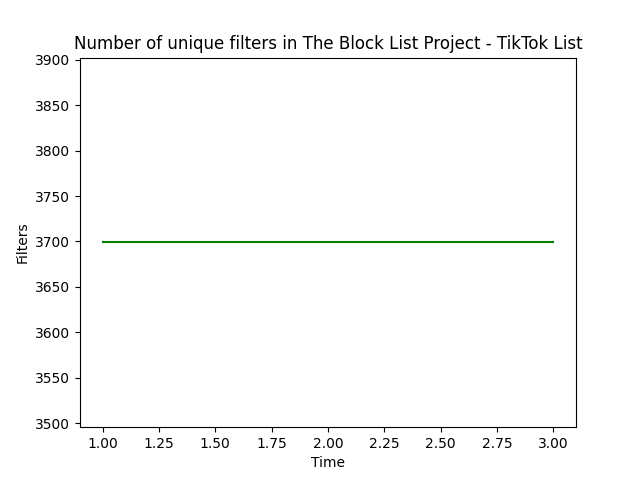 Number of unique filters in The Block List Project - TikTok List
3900
3850
3800
3750
3700
3650
3600
3550
3500
Filters
1.00 1.25 1.50 1.75 2.00 2.25 2.50 2.75 3.00
Time